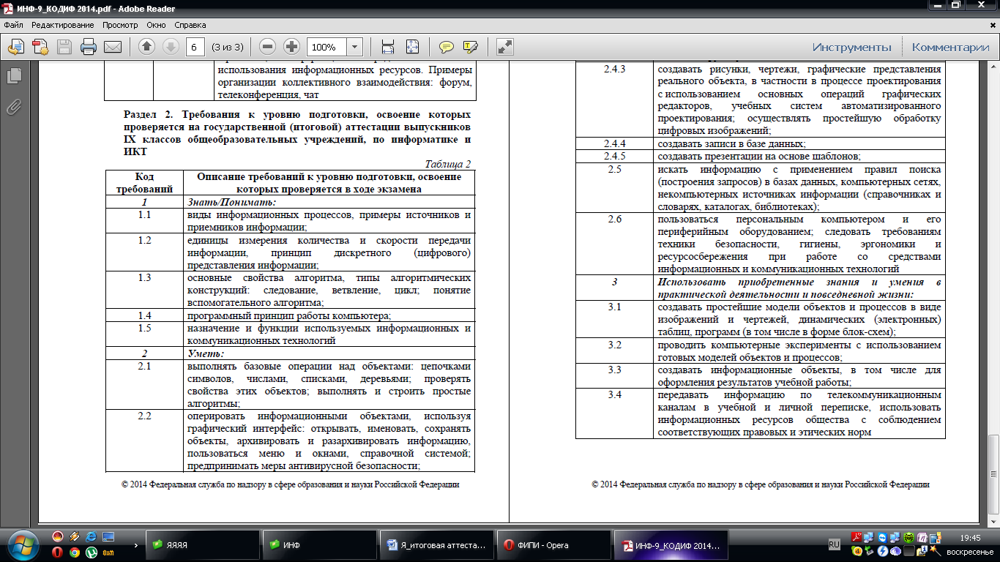 ИНФ-9_КОДИФ 2014.pdf - Adobe Reader
Файл Редактирование Просмотр Окно Справка
6 (3 из 3) 100% Инструменты Комментарии
использования информационных ресурсов. Примеры
организации коллективного взаимодействия: форум,
телеконференция, чат
Раздел 2. Требования к уровню подготовки, освоение которых
проверяется на государственной (итоговой) аттестации выпускников
IX классов общеобразовательных учреждений, по информатике и
ИКТ
Таблица 2
Код требований
Описание требований к уровню подготовки, освоение
которых проверяется в ходе экзамена
1 Знать/Понимать:
1.1 виды информационных процессов, примеры источников и
приемников информации;
1.2 единицы измерения количества и скорости передачи
информации, принцип дискретного (цифрового)
представления информации;
1.3 основные свойства алгоритма, типы алгоритмических
конструкций: следование, ветвление, цикл; понятие
вспомогательного алгоритма;
1.4 программный принцип работы компьютера;
1.5 назначение и функции используемых информационных и
коммуникационных технологий
2 Уметь:
2.1 выполнять базовые операции над объектами: цепочками
символов, числами, списками, деревьями; проверять
свойства этих объектов; выполнять и строить простые
алгоритмы;
2.2 оперировать информационными объектами, используя
графический интерфейс: открывать, именовать, сохранять
объекты, архивировать и разархивировать информацию,
пользоваться меню и окнами, справочной системой;
предпринимать меры антивирусной безопасности;
© 2014 Федеральная служба по надзору в сфере образования и науки Российской Федерации
2.4.3 создавать рисунки, чертежи, графические представления
реального объекта, в частности в процессе проектирования
с использованием основных операций графических
редакторов, учебных систем автоматизированного
проектирования; осуществлять простейшую обработку
цифровых изображений;
2.4.4 создавать записи в базе данных;
2.4.5 создавать презентации на основе шаблонов;
2.5 искать информацию с применением правил поиска
(построения запросов) в базах данных, компьютерных сетях,
некомпьютерных источниках информации (справочниках и
словарях, каталогах, библиотеках);
2.6 пользоваться персональным компьютером и его
периферийным оборудованием; следовать требованиям
техники безопасности, гигиены, эргономики и
ресурсосбережения при работе со средствами
информационных и коммуникационных технологий
3 Использовать приобретенные знания и умения в
практической деятельности и повседневной жизни:
3.1 создавать простейшие модели объектов и процессов в виде
изображений и чертежей, динамических (электронных)
таблиц, программ (в том числе в форме блок-схем);
3.2 проводить компьютерные эксперименты с использованием
готовых моделей объектов и процессов;
3.3 создавать информационные объекты, в том числе для
оформления результатов учебной работы;
3.4 передавать информацию по телекоммуникационным
каналам в учебной и личной переписке, использовать
информационных ресурсов общества с соблюдением
соответствующих правовых и этических норм
© 2014 Федеральная служба по надзору в сфере образования и науки Российской Федерации
ЯЯЯЯ ИНФ Я_итоговая аттеста... ФИПИ - Opera ИНФ-9_КОДИФ 2014... RU 19:45
воскресенье